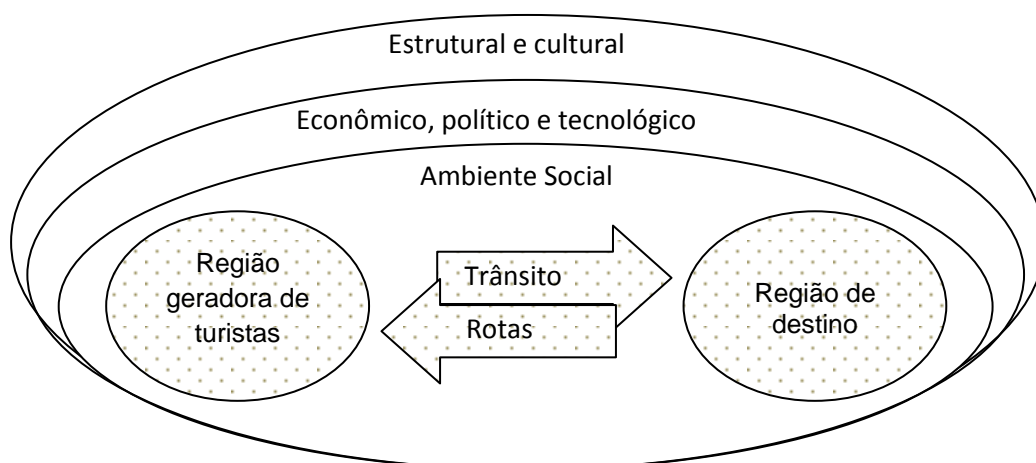 Estrutural e cultural
Econômico, político e tecnológico
Ambiente Social
Região
geradora de
turistas
Trânsito
Rotas
Região de
destino